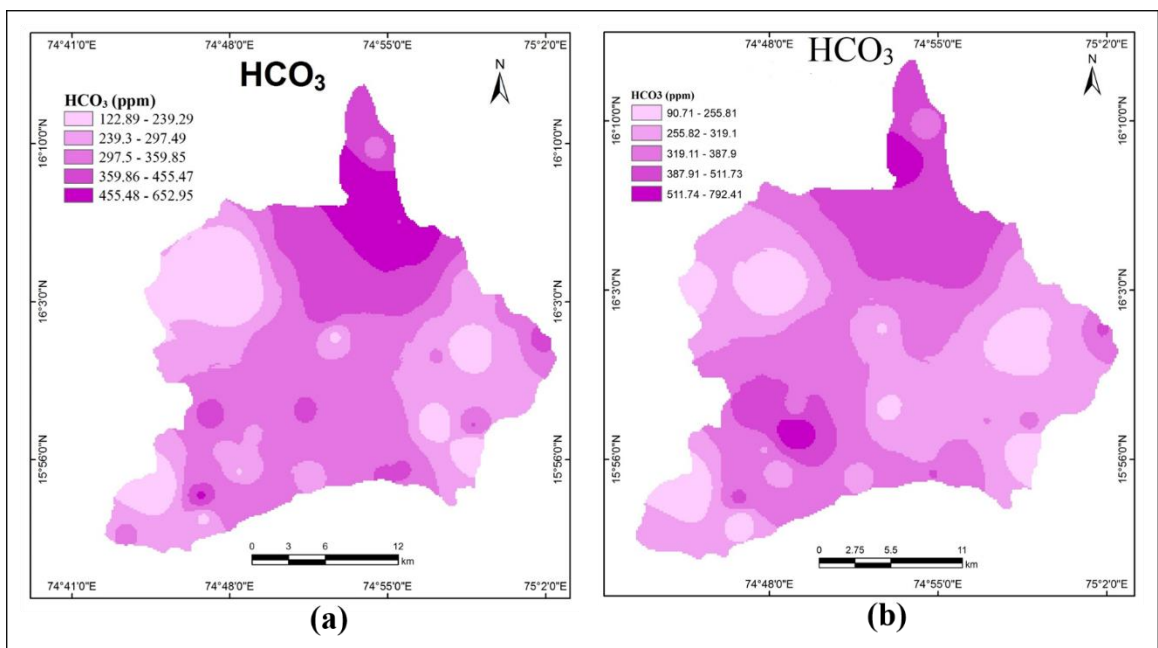 74°41'0"E 74°48'0"E 74°55'0"E 75°2'0"E
HCO₃
N
HCO₃ (ppm)
122.89 - 239.29
239.3 - 297.49
297.5 - 359.85
359.86 - 455.47
455.48 - 652.95
16°10'0"N
16°3'0"N
15°56'0"N
16°10'0"N
16°3'0"N
15°56'0"N
0 3 6 12
km
74°41'0"E 74°48'0"E 74°55'0"E 75°2'0"E
(a)
74°48'0"E 74°55'0"E 75°2'0"E
HCO₃
N
HCO3 (ppm)
90.71 - 255.81
255.82 - 319.1
319.11 - 387.9
387.91 - 511.73
511.74 - 792.41
16°10'0"N
16°3'0"N
15°56'0"N
16°10'0"N
16°3'0"N
15°56'0"N
0 2.75 5.5 11
km
74°48'0"E 74°55'0"E 75°2'0"E
(b)